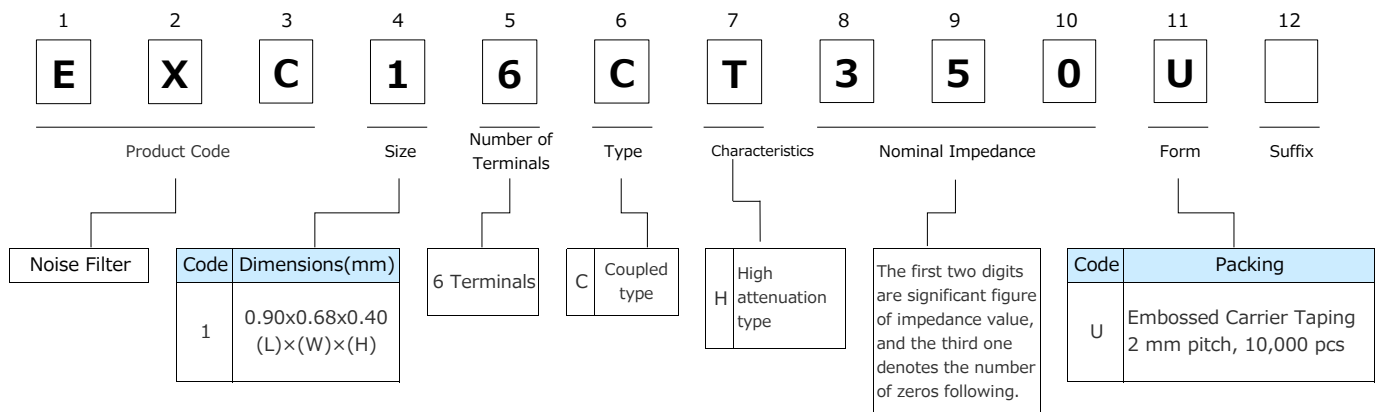 1 2 3 4 5 6 7 8 9 10 11 12
E X C 1 6 C T 3 5 0 U
Product Code Size Number of Terminals Type Characteristics Nominal Impedance Form Suffix
Noise Filter
Code Dimensions(mm)
1 0.90x0.68x0.40
(L)×(W)×(H)
6 Terminals
C Coupled
type
H High
attenuation
type
The first two digits
are significant figure
of impedance value,
and the third one
denotes the number
of zeros following.
Code Packing
U Embossed Carrier Taping
2 mm pitch, 10,000 pcs